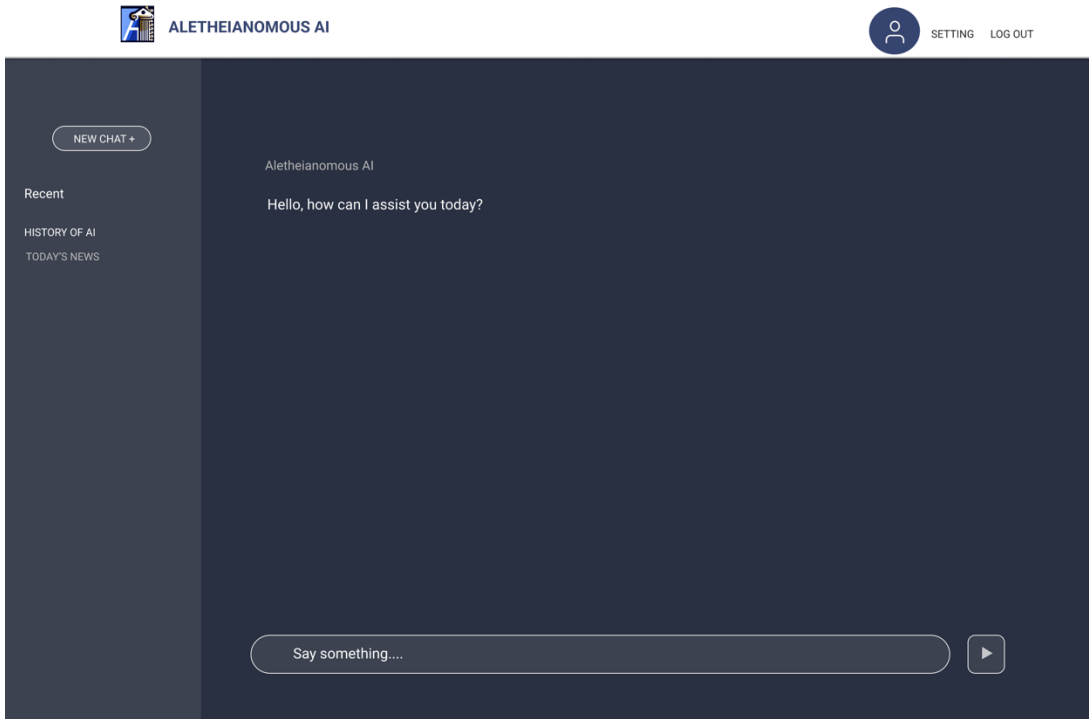 ALETHEIANOMOUS AI
SETTING LOG OUT
NEW CHAT +
Recent
HISTORY OF AI
TODAY'S NEWS
Aletheianomous AI
Hello, how can I assist you today?
Say something....